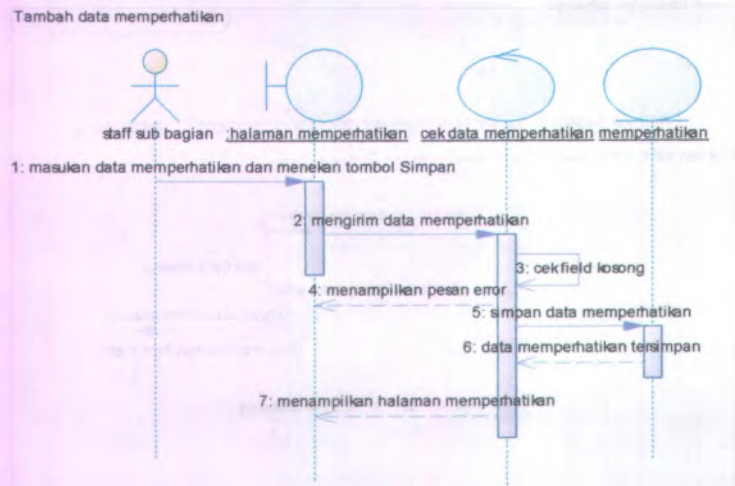 Tambah data memperhatikan
staff sub bagian :halaman memperhatikan cek data memperhatikan memperhatikan
1: masukan data memperhatikan dan menekan tombol Simpan
2: mengirim data memperhatikan
3: cek field kosong
4: menampilkan pesan error
5: simpan data memperhatikan
6: data memperhatikan tersimpan
7: menampilkan halaman memperhatikan